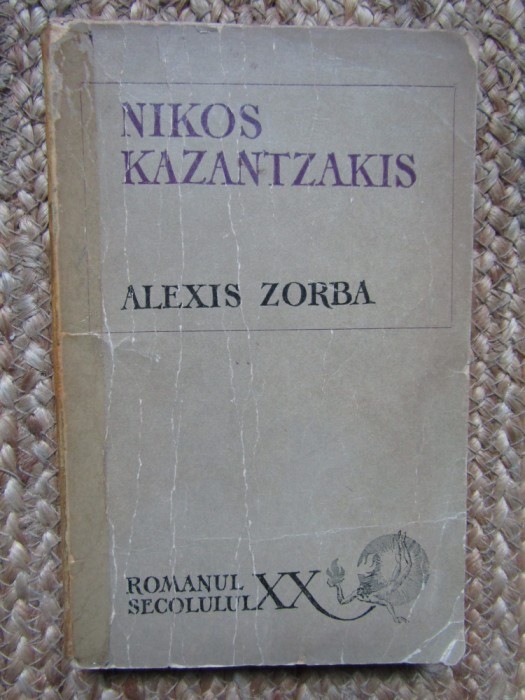 NIKOS
KAZANTZAKIS
ALEXIS ZORBA
ROMANUL
SECOLULUI XX